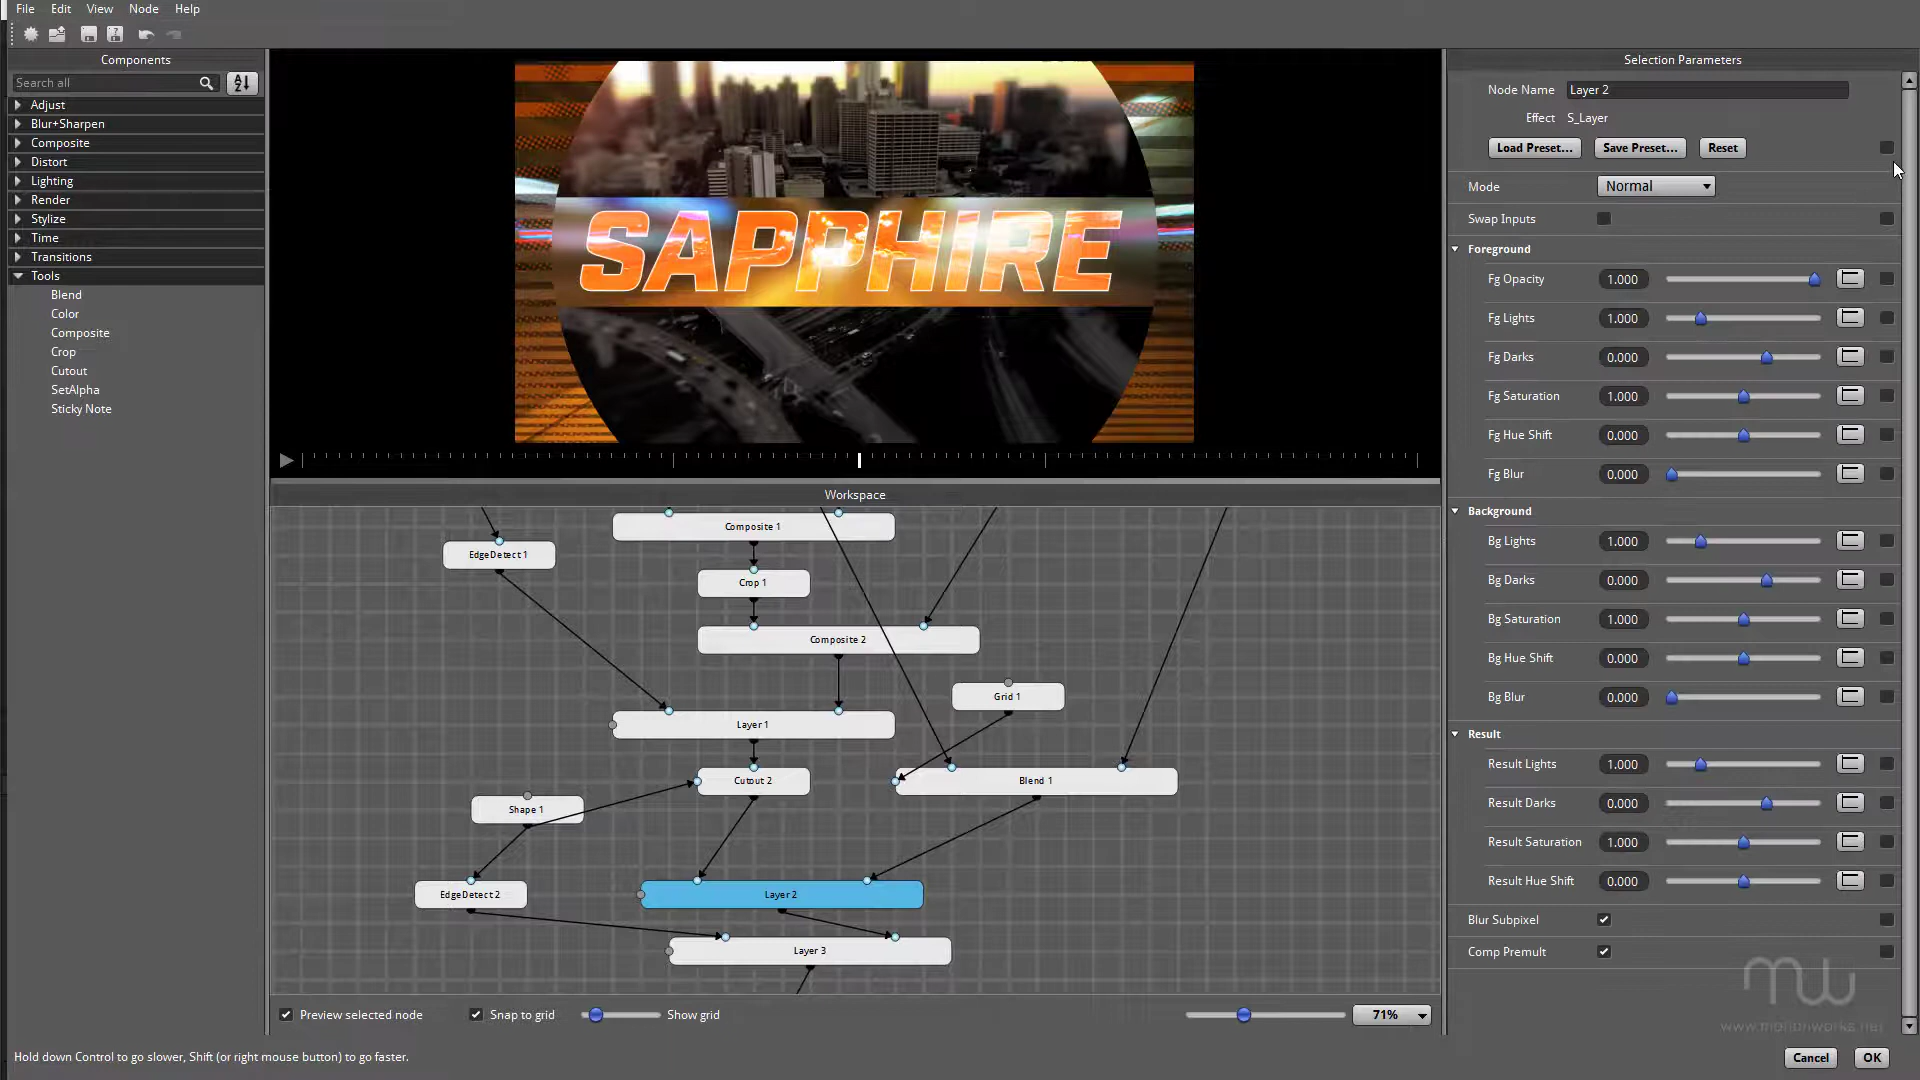 File Edit View Node Help
Components
Search all
Adjust
Blur+Sharpen
Composite
Distort
Lighting
Render
Stylize
Time
Transitions
Tools
Blend
Color
Composite
Crop
Cutout
SetAlpha
Sticky Note
SAPPHIRE
Workspace
Composite 1
EdgeDetect 1
Crop 1
Composite 2
Grid 1
Layer 1
Cutout 2
Blend 1
Shape 1
EdgeDetect 2
Layer 2
Layer 3
Preview selected node
Snap to grid
Show grid
71%
Selection Parameters
Node Name Layer 2
Effect S_Layer
Load Preset... Save Preset... Reset
Mode Normal
Swap Inputs
Foreground
Fg Opacity 1.000
Fg Lights 1.000
Fg Darks 0.000
Fg Saturation 1.000
Fg Hue Shift 0.000
Fg Blur 0.000
Background
Bg Lights 1.000
Bg Darks 0.000
Bg Saturation 1.000
Bg Hue Shift 0.000
Bg Blur 0.000
Result
Result Lights 1.000
Result Darks 0.000
Result Saturation 1.000
Result Hue Shift 0.000
Blur Subpixel
Comp Premult
mw
www.motionworks.net
Hold down Control to go slower, Shift (or right mouse button) to go faster.
Cancel OK